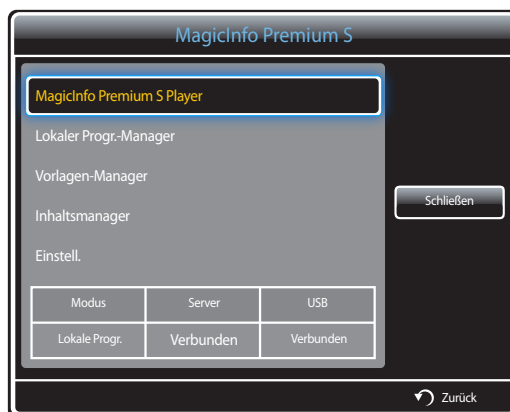 MagicInfo Premium S
MagicInfo Premium S Player
Lokaler Progr.-Manager
Vorlagen-Manager
Inhaltsmanager
Einstell.
Schließen
Modus Server USB
Lokale Progr. Verbunden Verbunden
Zurück